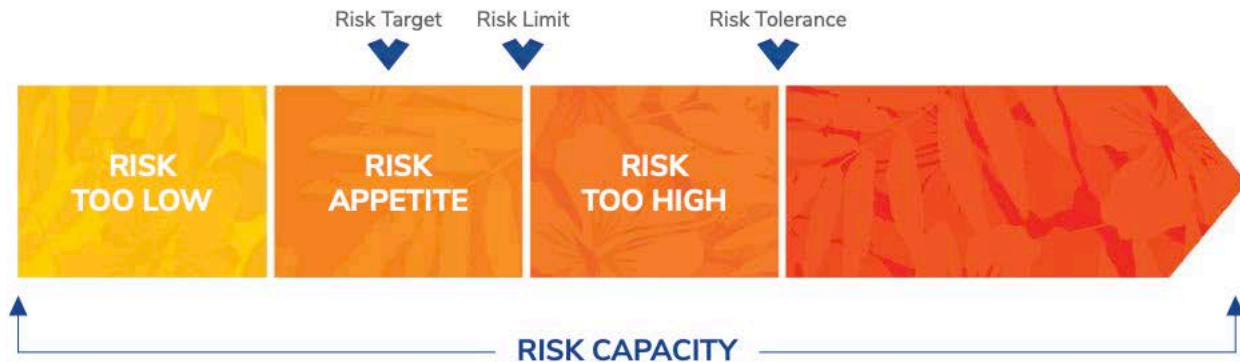 Risk Target
Risk Limit
Risk Tolerance
RISK
TOO LOW
RISK
APPETITE
RISK
TOO HIGH
RISK CAPACITY